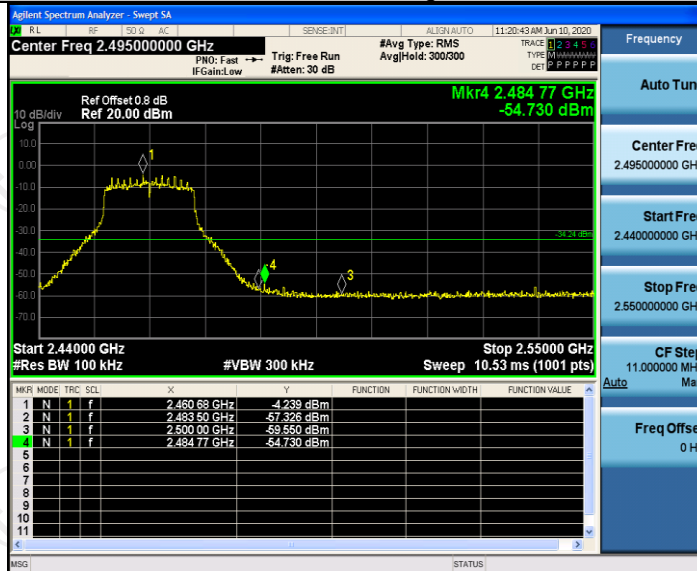 Agilent Spectrum Analyzer - Swept SA
RL RF 50 Ω AC SENSE:INT ALIGN AUTO 11:20:43 AM Jun 10, 2020
Center Freq 2.495000000 GHz
#Avg Type: RMS
TRACE 1 2 3 4 5 6
PNO: Fast
Trig: Free Run
Avg|Hold: 300/300
TYPE M
IFGain:Low
#Atten: 30 dB
DET P P P P P P
Mkr4 2.484 77 GHz
-54.730 dBm
Ref Offset 0.8 dB
10 dB/div Ref 20.00 dBm
Log
10.0
0.00
-10.0
-20.0
-30.0
-40.0
-50.0
-60.0
-70.0
1
4
3
-34.24 dBm
Start 2.44000 GHz
Stop 2.55000 GHz
#Res BW 100 kHz
#VBW 300 kHz
Sweep 10.53 ms (1001 pts)
MKR MODE TRC SCL X Y FUNCTION FUNCTION WIDTH FUNCTION VALUE
1 N 1 f 2.460 68 GHz -4.239 dBm
2 N 1 f 2.483 50 GHz -57.326 dBm
3 N 1 f 2.500 00 GHz -59.550 dBm
4 N 1 f 2.484 77 GHz -54.730 dBm
5
6
7
8
9
10
11
MSG
STATUS
Frequency
Auto Tun
Center Fre
2.495000000 GH
Start Fre
2.440000000 GH
Stop Fre
2.550000000 GH
CF Step
11.000000 MH
Auto Ma
Freq Offse
0 H